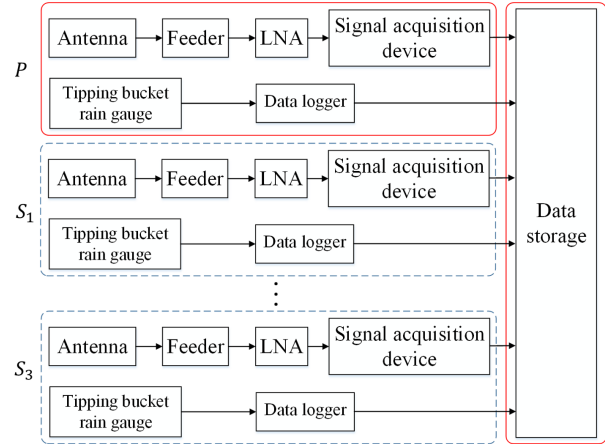 P
Antenna
Feeder
LNA
Signal acquisition
device
Tipping bucket
rain gauge
Data logger
S₁
Antenna
Feeder
LNA
Signal acquisition
device
Tipping bucket
rain gauge
Data logger
⋮
S₃
Antenna
Feeder
LNA
Signal acquisition
device
Tipping bucket
rain gauge
Data logger
Data
storage